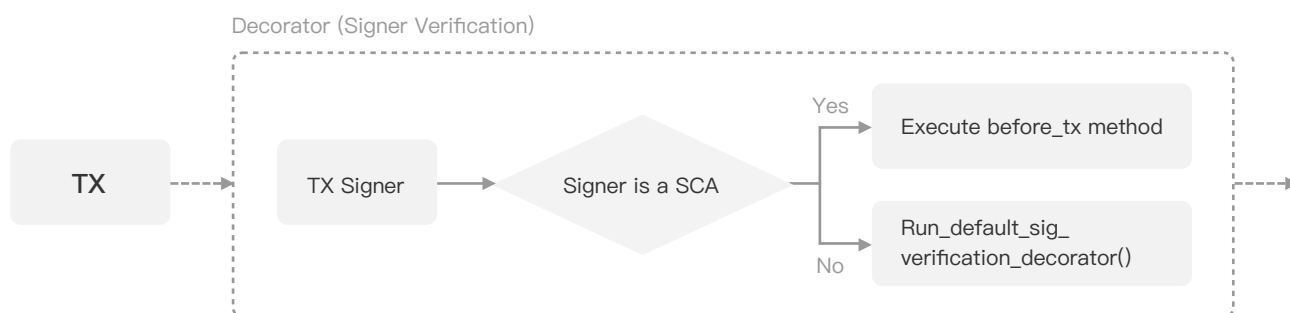 Decorator (Signer Verification)
TX
TX Signer
Signer is a SCA
Yes
Execute before_tx method
No
Run_default_sig_
verification_decorator()